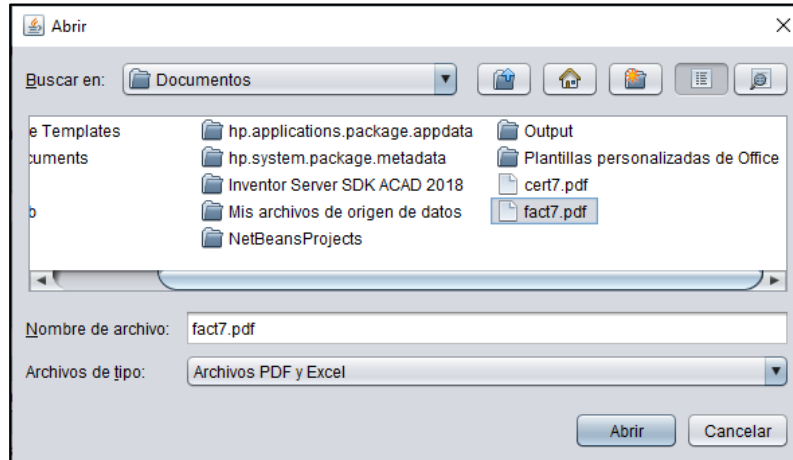 Abrir
Buscar en: Documentos
e Templates hp.applications.package.appdata Output
cuments hp.system.package.metadata Plantillas personalizadas de Office
Inventor Server SDK ACAD 2018 cert7.pdf
b Mis archivos de origen de datos fact7.pdf
NetBeansProjects
Nombre de archivo: fact7.pdf
Archivos de tipo: Archivos PDF y Excel
Abrir Cancelar